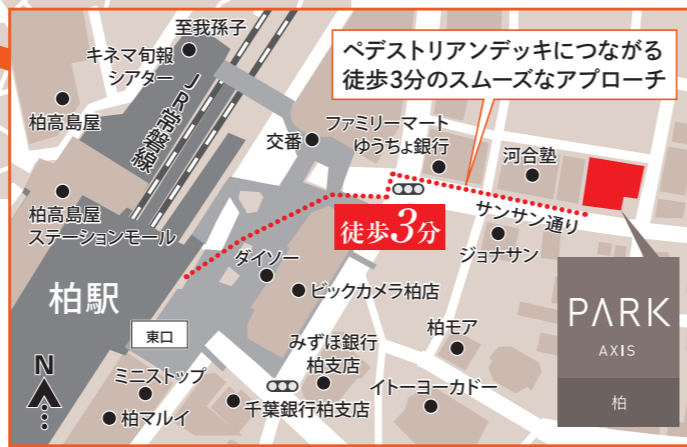 至我孫子
キネマ旬報
シアター
JR常磐線
柏高島屋
ペデストリアンデッキにつながる
徒歩3分のスムーズなアプローチ
交番
ファミリーマート
ゆうちょ銀行
河合塾
柏高島屋
ステーションモール
徒歩3分
サンサン通り
ジョナサン
ダイソー
柏駅
ビックカメラ柏店
東口
みずほ銀行
柏支店
柏モア
PARK
AXIS
柏
N
ミニストップ
千葉銀行柏支店
イトーヨーカドー
柏マルイ